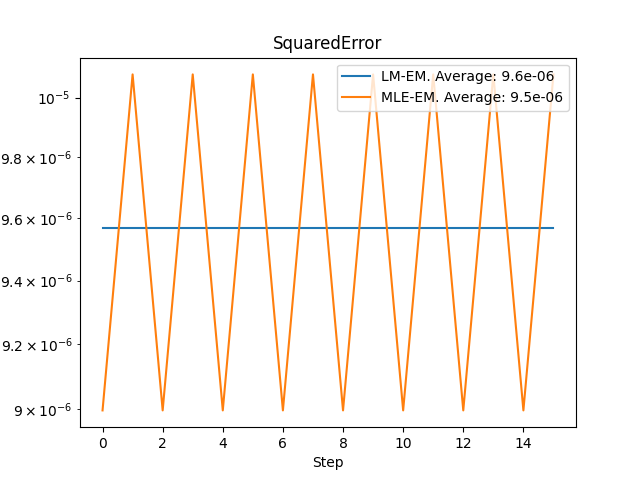 SquaredError
LM-EM. Average: 9.6e-06
MLE-EM. Average: 9.5e-06
10⁻⁵
9.8 × 10⁻⁶
9.6 × 10⁻⁶
9.4 × 10⁻⁶
9.2 × 10⁻⁶
9 × 10⁻⁶
0 2 4 6 8 10 12 14
Step